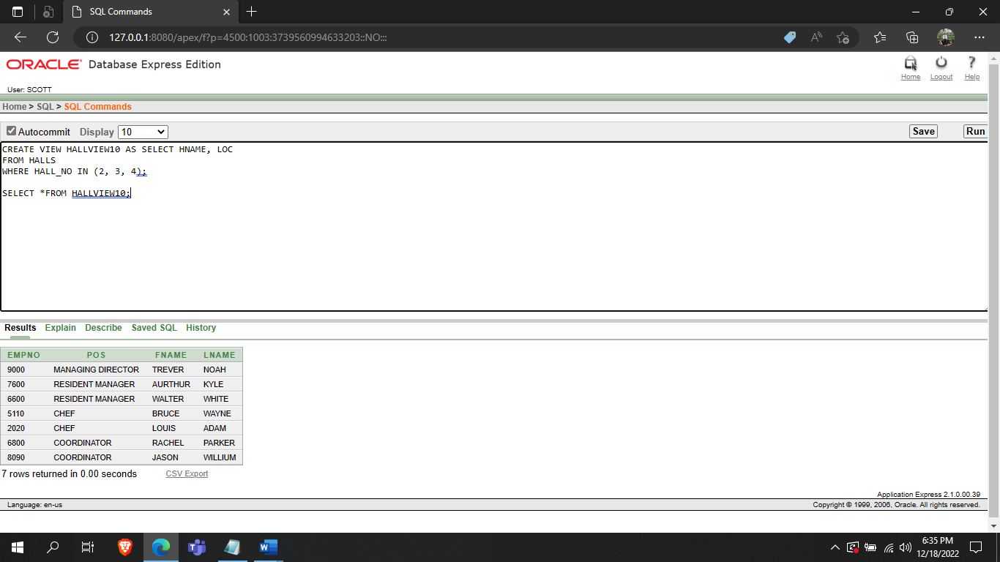 SQL Commands
127.0.0.1:8080/apex/f?p=4500:1003:3739560994633203::NO:::
ORACLE Database Express Edition
Home Logout Help
User: SCOTT
Home > SQL > SQL Commands
Autocommit Display 10 Save Run
CREATE VIEW HALLVIEW10 AS SELECT HNAME, LOC
FROM HALLS
WHERE HALL_NO IN (2, 3, 4);
SELECT *FROM HALLVIEW10;
Results Explain Describe Saved SQL History
EMPNO POS FNAME LNAME
9000 MANAGING DIRECTOR TREVER NOAH
7600 RESIDENT MANAGER AURTHUR KYLE
6600 RESIDENT MANAGER WALTER WHITE
5110 CHEF BRUCE WAYNE
2020 CHEF LOUIS ADAM
6800 COORDINATOR RACHEL PARKER
8090 COORDINATOR JASON WILLIUM
7 rows returned in 0.00 seconds CSV Export
Application Express 2.1.0.00.39
Language: en-us Copyright © 1999, 2006, Oracle. All rights reserved.
6:35 PM
12/18/2022